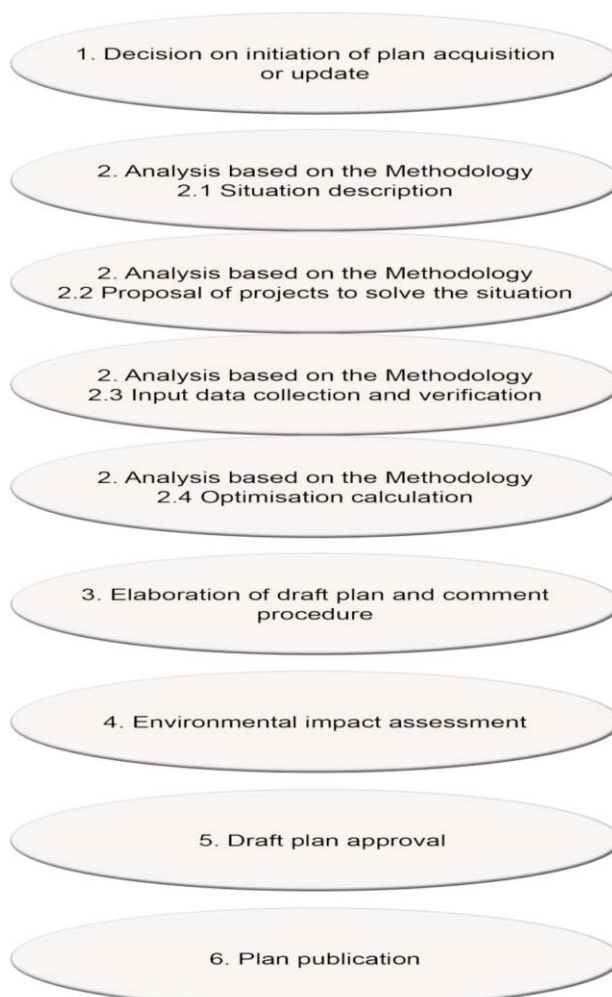 1. Decision on initiation of plan acquisition
or update
2. Analysis based on the Methodology
2.1 Situation description
2. Analysis based on the Methodology
2.2 Proposal of projects to solve the situation
2. Analysis based on the Methodology
2.3 Input data collection and verification
2. Analysis based on the Methodology
2.4 Optimisation calculation
3. Elaboration of draft plan and comment
procedure
4. Environmental impact assessment
5. Draft plan approval
6. Plan publication